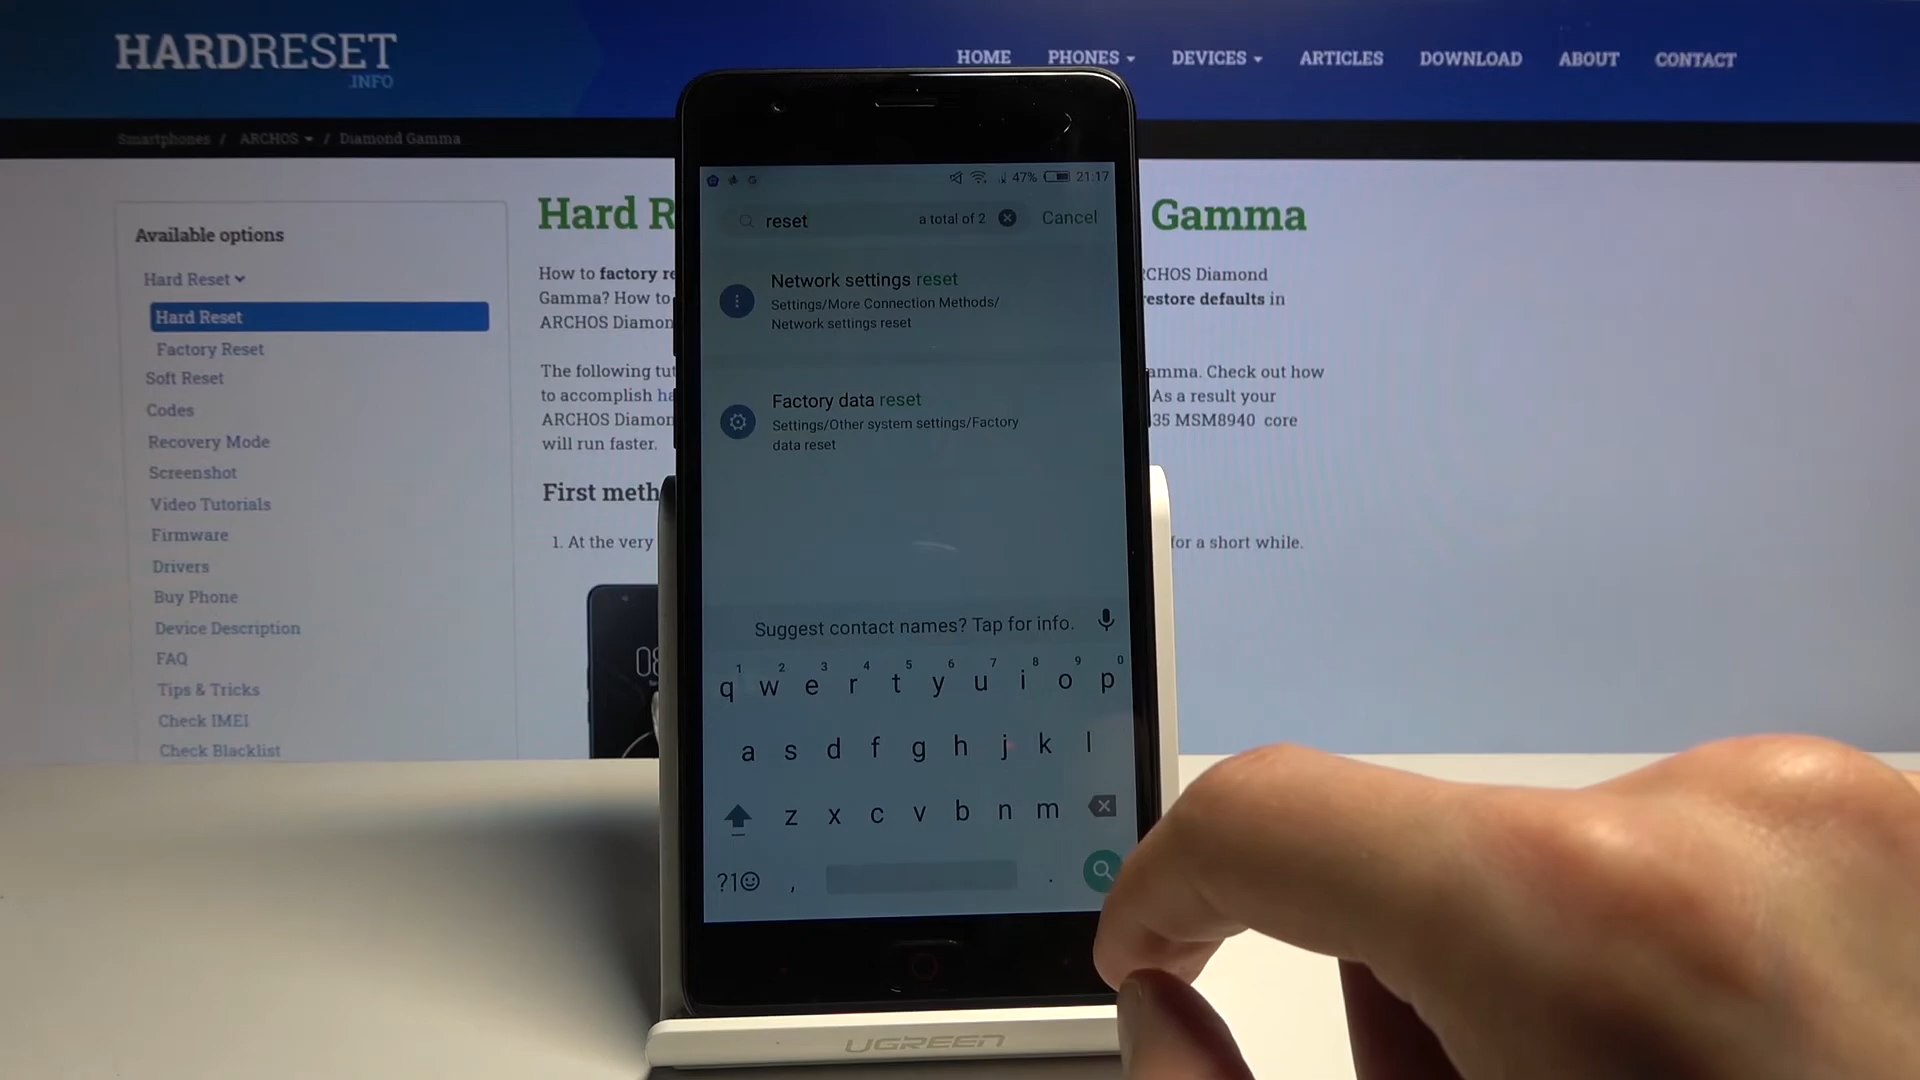 HARDRESET
.INFO
HOME PHONES DEVICES ARTICLES DOWNLOAD ABOUT CONTACT
Smartphones / ARCHOS / Diamond Gamma
Available options
Hard Reset
Hard Reset
Factory Reset
Soft Reset
Codes
Recovery Mode
Screenshot
Video Tutorials
Firmware
Drivers
Buy Phone
Device Description
FAQ
Tips & Tricks
Check IMEI
Check Blacklist
Hard R Gamma
How to factory re CHOS Diamond
Gamma? How to estore defaults in
ARCHOS Diamon
The following tut amma. Check out how
to accomplish ha As a result your
ARCHOS Diamon 35 MSM8940 core
will run faster.
First meth
1. At the very for a short while.
08
47% 21:17
reset a total of 2 Cancel
Network settings reset
Settings/More Connection Methods/
Network settings reset
Factory data reset
Settings/Other system settings/Factory
data reset
Suggest contact names? Tap for info.
1 2 3 4 5 6 7 8 9 0
q w e r t y u i o p
a s d f g h j k l
z x c v b n m
?1☺ , .
UGREEN